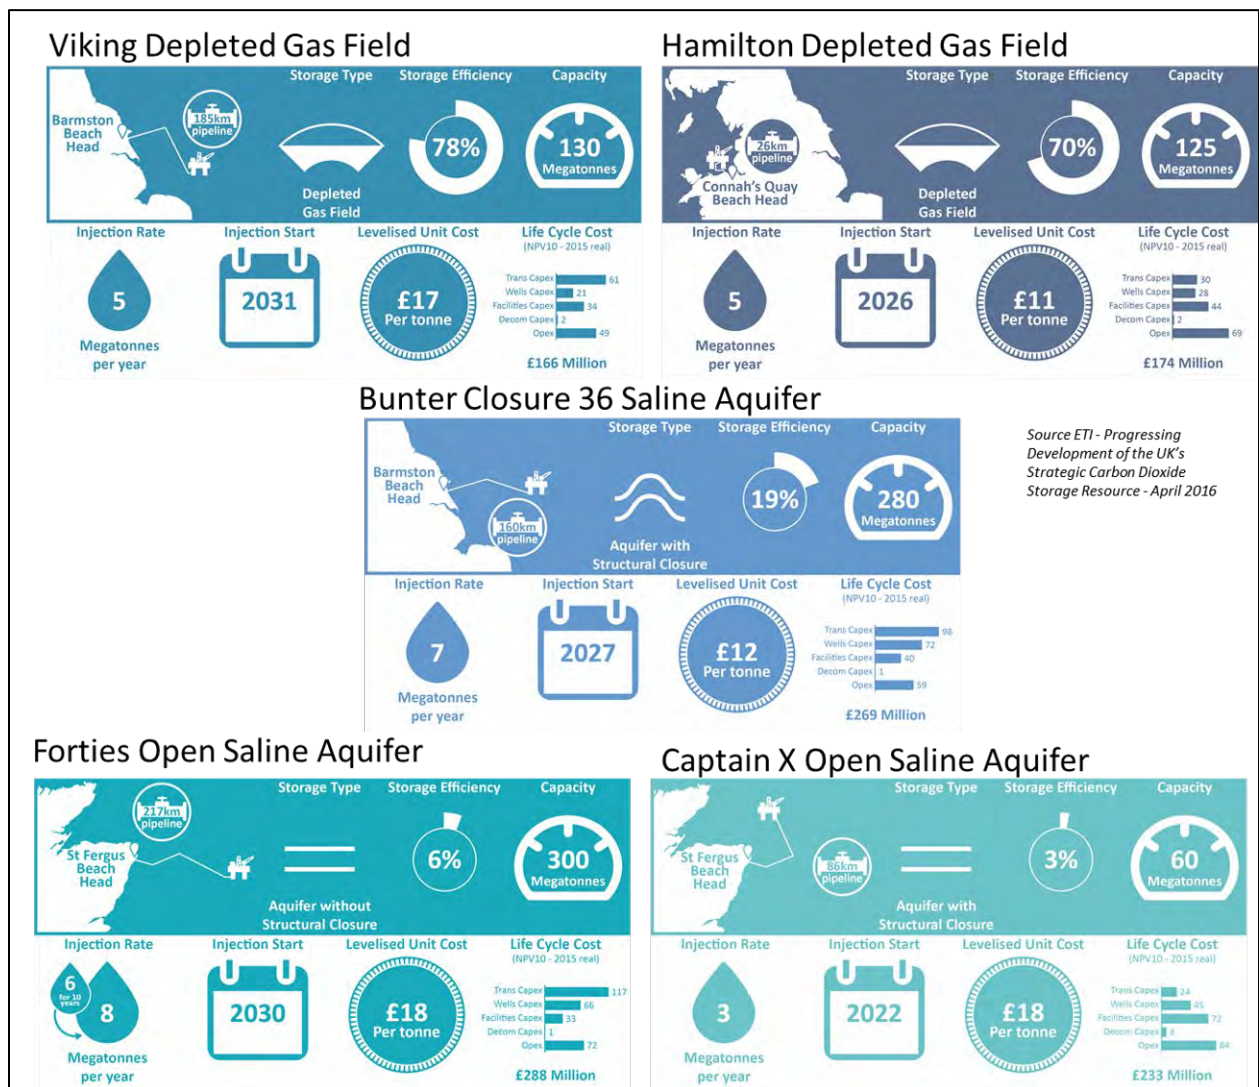 Viking Depleted Gas Field
Storage Type
Storage Efficiency
Capacity
Barmston
Beach
Head
185km
pipeline
78%
130
Megatonnes
Depleted
Gas Field
Injection Rate
Injection Start
Levelised Unit Cost
Life Cycle Cost
(NPV10 - 2015 real)
5
Megatonnes
per year
2031
£17
Per tonne
Trans Capex 61
Wells Capex 21
Facilities Capex 34
Decom Capex 2
Opex 49
£166 Million
Hamilton Depleted Gas Field
Storage Type
Storage Efficiency
Capacity
26km
pipeline
Connah's Quay
Beach Head
70%
125
Megatonnes
Depleted
Gas Field
Injection Rate
Injection Start
Levelised Unit Cost
Life Cycle Cost
(NPV10 - 2015 real)
5
Megatonnes
per year
2026
£11
Per tonne
Trans Capex 30
Wells Capex 28
Facilities Capex 44
Decom Capex 2
Opex 69
£174 Million
Bunter Closure 36 Saline Aquifer
Storage Type
Storage Efficiency
Capacity
Barmston
Beach
Head
160km
pipeline
19%
280
Megatonnes
Aquifer with
Structural Closure
Injection Rate
Injection Start
Levelised Unit Cost
Life Cycle Cost
(NPV10 - 2015 real)
7
Megatonnes
per year
2027
£12
Per tonne
Trans Capex 98
Wells Capex 72
Facilities Capex 40
Decom Capex 1
Opex 59
£269 Million
Source ETI - Progressing
Development of the UK's
Strategic Carbon Dioxide
Storage Resource - April 2016
Forties Open Saline Aquifer
Storage Type
Storage Efficiency
Capacity
217km
pipeline
St Fergus
Beach
Head
6%
300
Megatonnes
Aquifer without
Structural Closure
Injection Rate
Injection Start
Levelised Unit Cost
Life Cycle Cost
(NPV10 - 2015 real)
6
for 10
years
8
Megatonnes
per year
2030
£18
Per tonne
Trans Capex 117
Wells Capex 66
Facilities Capex 33
Decom Capex 1
Opex 72
£288 Million
Captain X Open Saline Aquifer
Storage Type
Storage Efficiency
Capacity
St Fergus
Beach
Head
86km
pipeline
3%
60
Megatonnes
Aquifer with
Structural Closure
Injection Rate
Injection Start
Levelised Unit Cost
Life Cycle Cost
(NPV10 - 2015 real)
3
Megatonnes
per year
2022
£18
Per tonne
Trans Capex 24
Wells Capex 45
Facilities Capex 72
Decom Capex 8
Opex 84
£233 Million